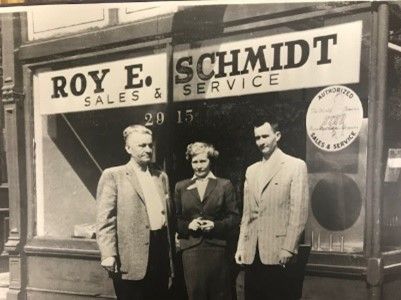 ROY E. SCHMIDT
SALES & SERVICE
29 15
AUTHORIZED
SALES & SERVICE